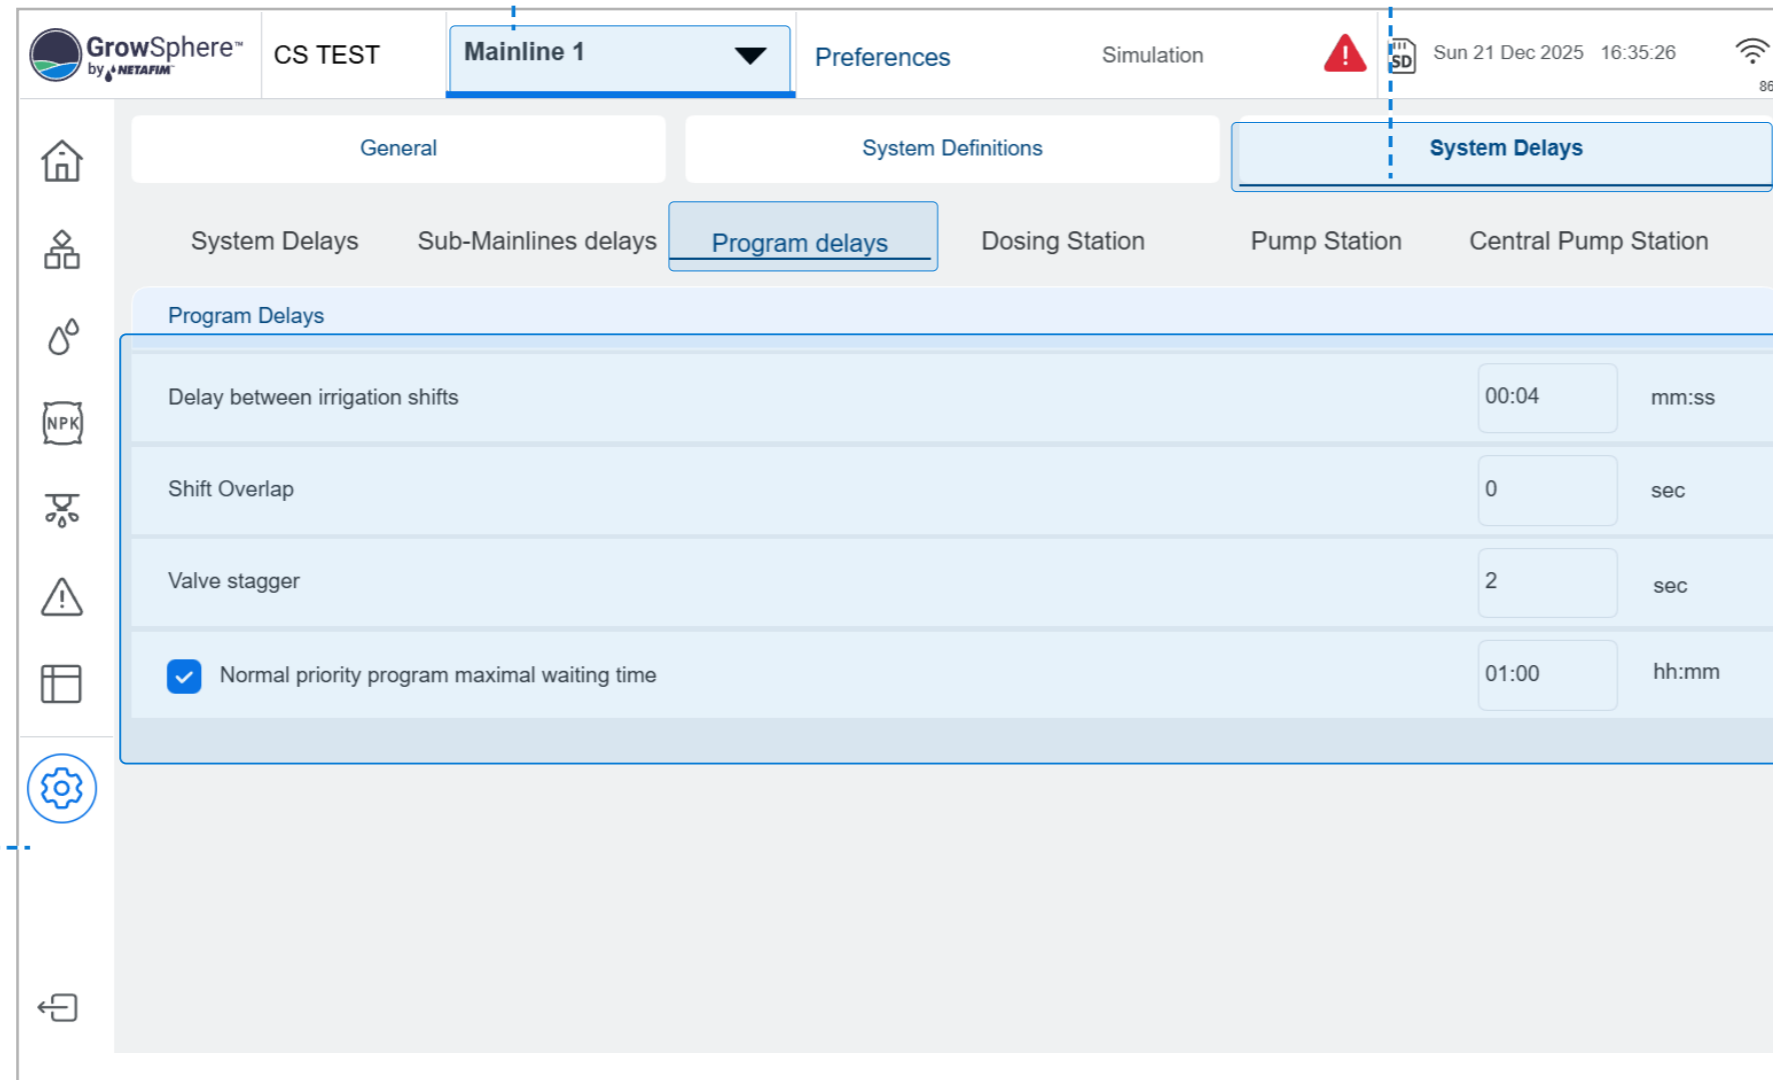 GrowSphere™
by NETAFIM™
CS TEST
Mainline 1
Preferences
Simulation
SD
Sun 21 Dec 2025 16:35:26
86
General
System Definitions
System Delays
System Delays
Sub-Mainlines delays
Program delays
Dosing Station
Pump Station
Central Pump Station
Program Delays
Delay between irrigation shifts
00:04
mm:ss
Shift Overlap
0
sec
NPK
Valve stagger
2
sec
Normal priority program maximal waiting time
01:00
hh:mm